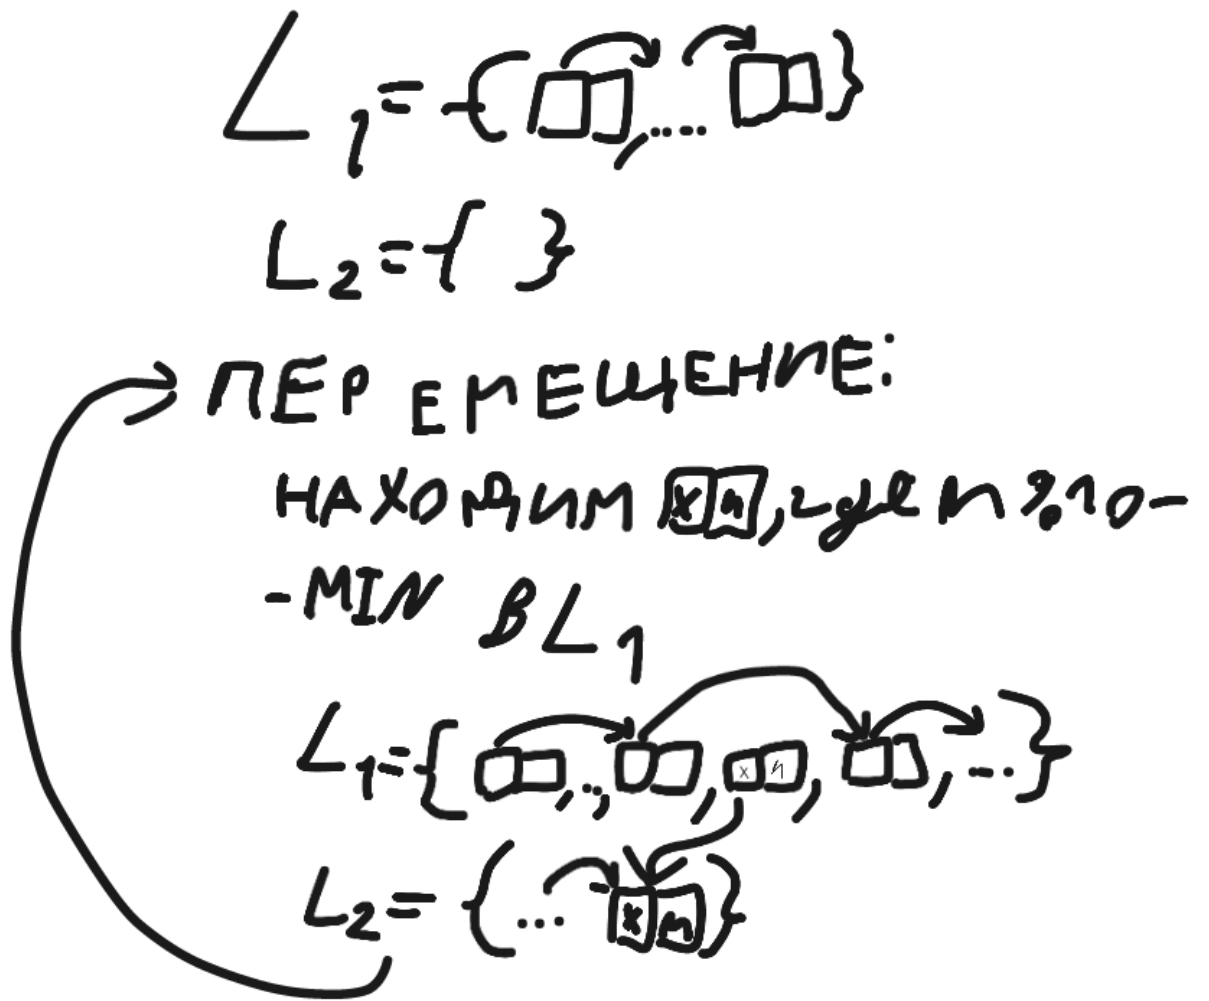 L1={ , .... }
L2={ }
ПЕРЕМЕЩЕНИЕ:
НАХОДИМ x n, где n % 10 -
- MIN В L1
L1={ , .., , x n, , ... }
L2={ ... x n }